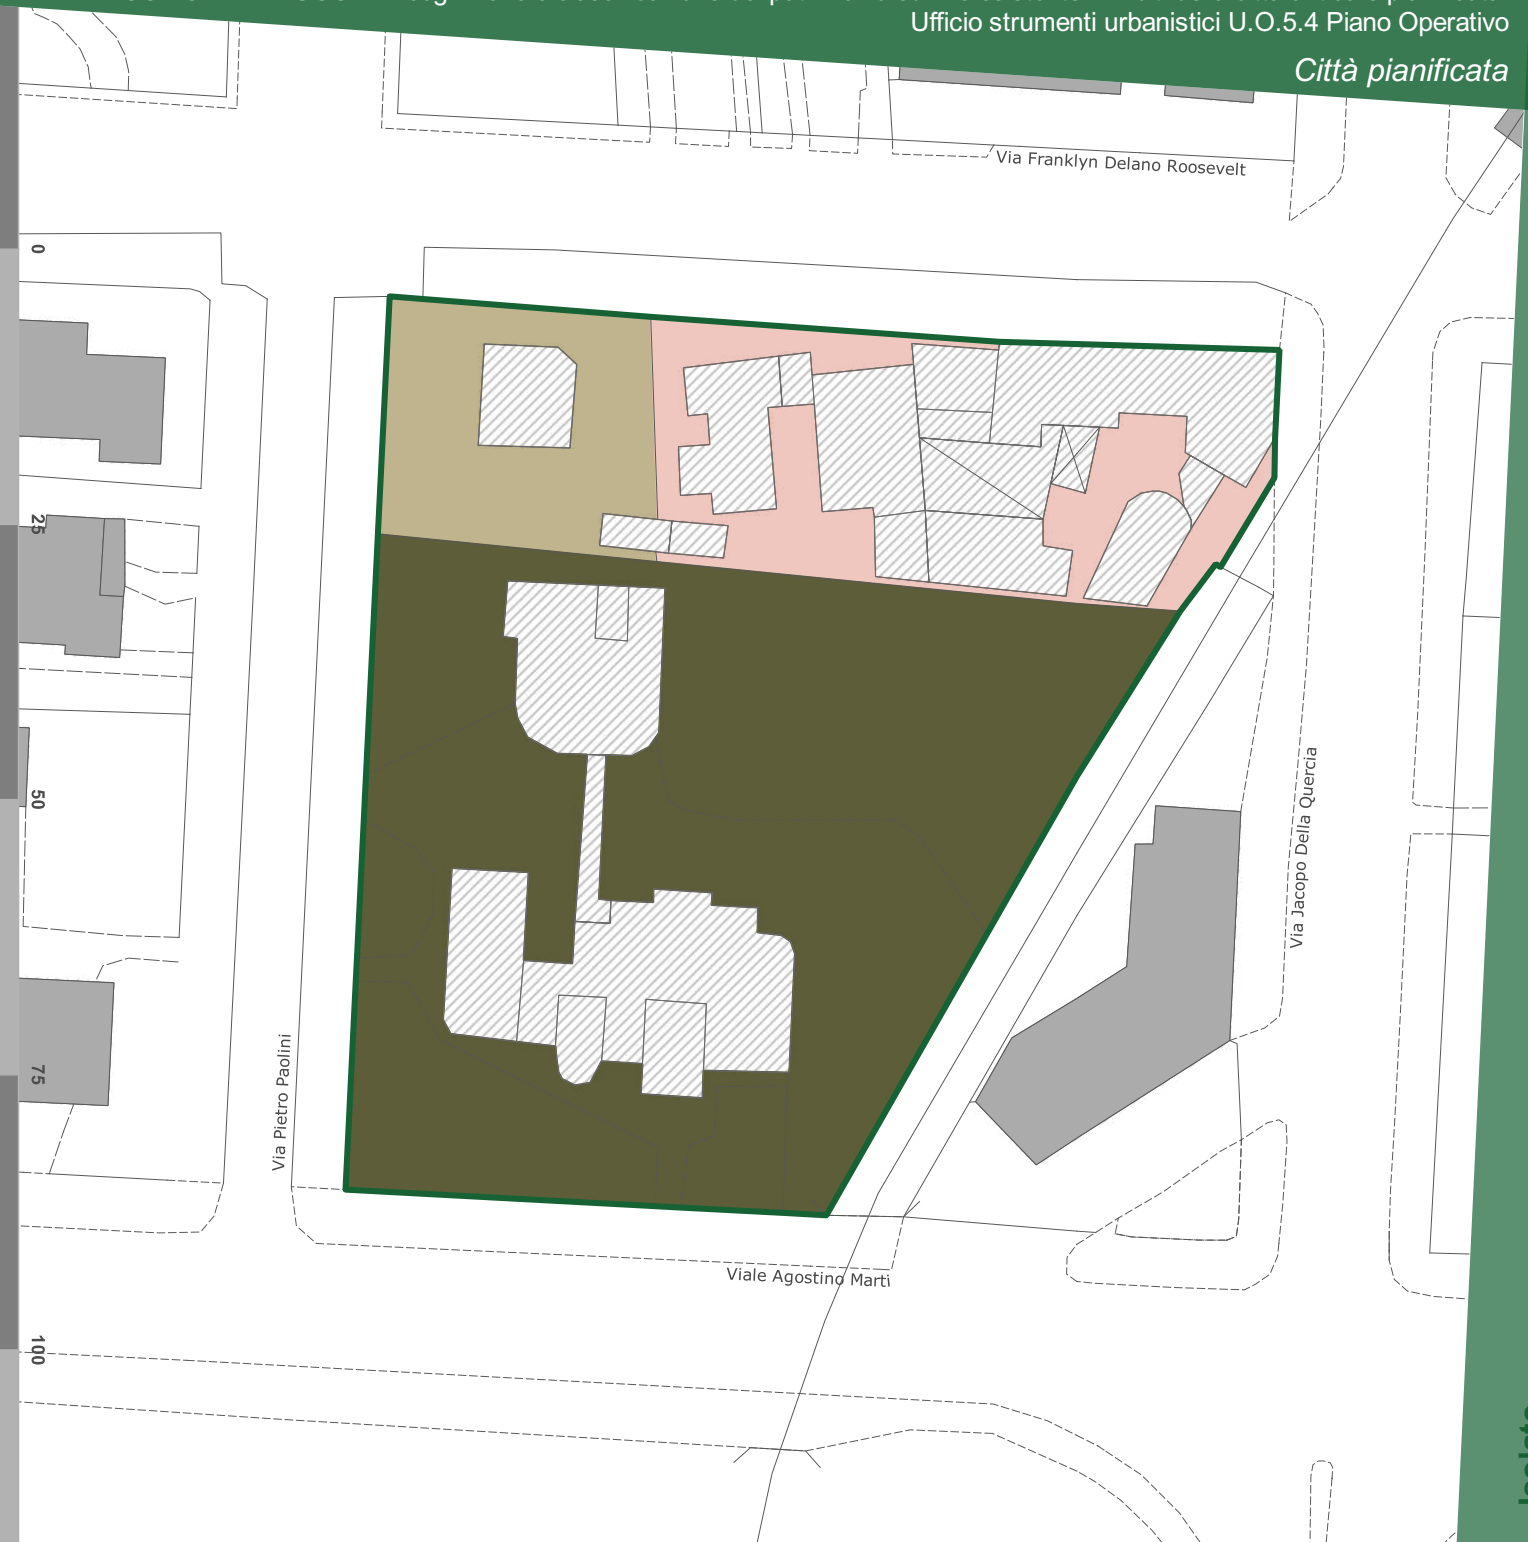 Ufficio strumenti urbanistici U.O.5.4 Piano Operativo
Città pianificata
Via Franklyn Delano Roosevelt
0
25
50
75
100
Via Pietro Paolini
Via Jacopo Della Quercia
Viale Agostino Marti